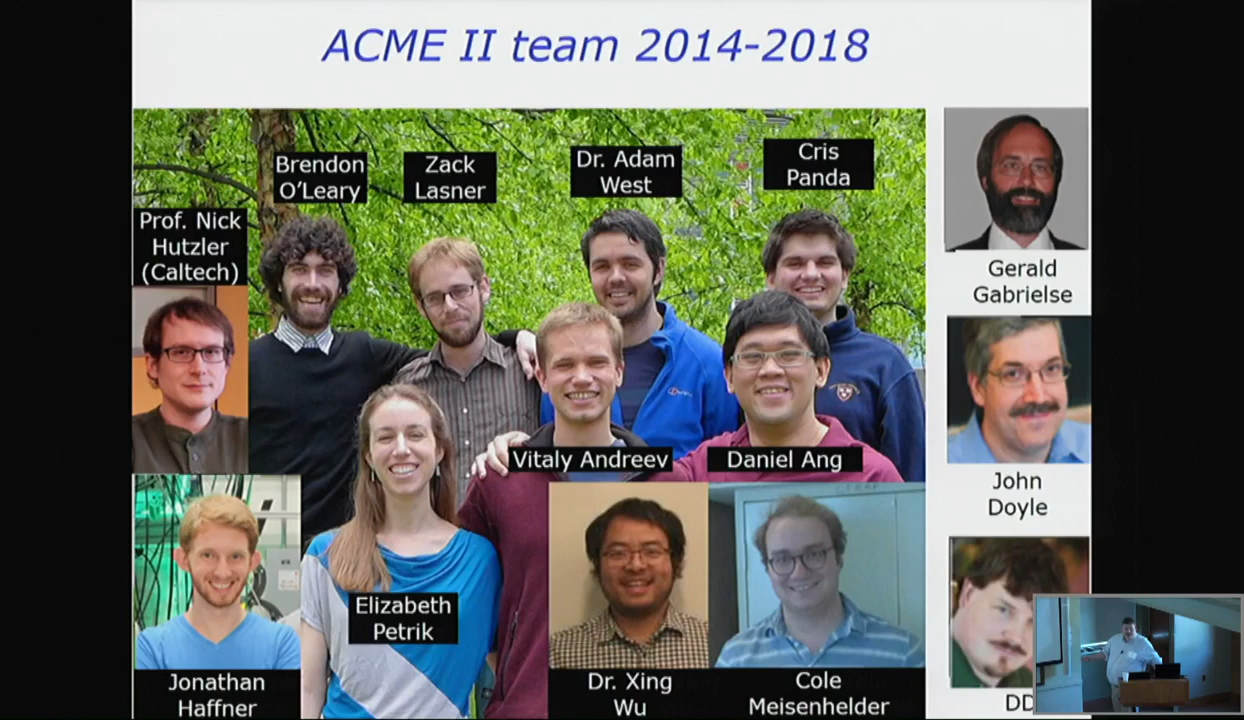 ACME II team 2014-2018
Brendon
O'Leary
Zack
Lasner
Dr. Adam
West
Cris
Panda
Prof. Nick
Hutzler
(Caltech)
Gerald
Gabrielse
Vitaly Andreev
Daniel Ang
John
Doyle
Elizabeth
Petrik
Jonathan
Haffner
Dr. Xing
Wu
Cole
Meisenhelder
DD